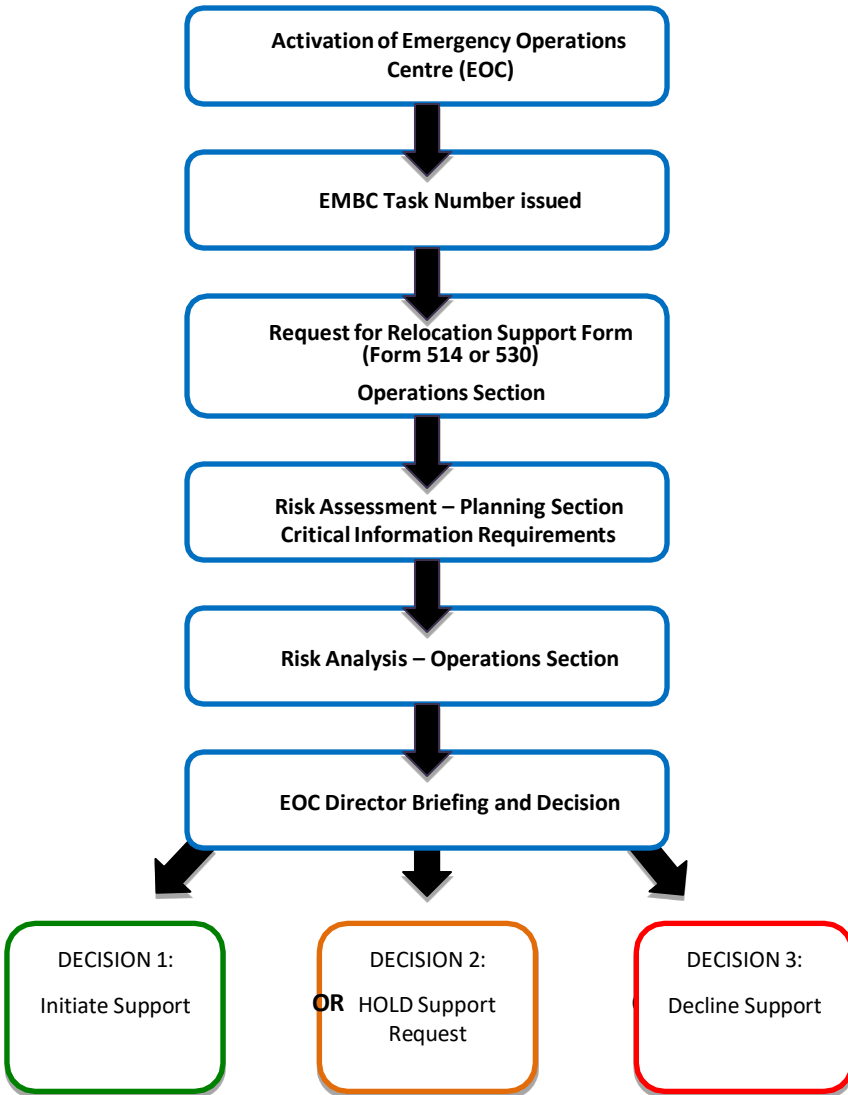 Activation of Emergency Operations
Centre (EOC)
EMBC Task Number issued
Request for Relocation Support Form
(Form 514 or 530)
Operations Section
Risk Assessment – Planning Section
Critical Information Requirements
Risk Analysis – Operations Section
EOC Director Briefing and Decision
DECISION 1:
Initiate Support
OR
DECISION 2:
HOLD Support
Request
DECISION 3:
Decline Support